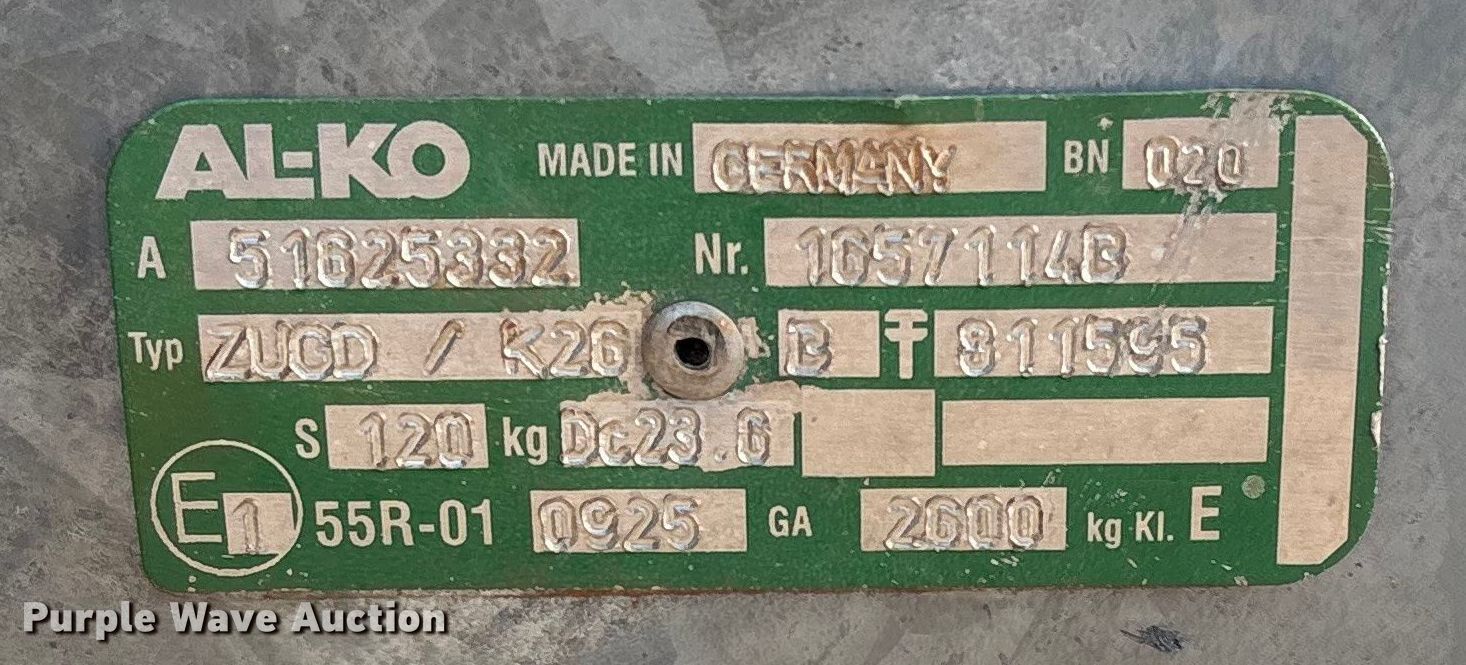 AL-KO MADE IN GERMANY BN 020
A 51625332 Nr. 1657114B
Typ ZUGD / K26 B 811595
S 120 kg Dc23.6
E1 55R-01 0925 GA 2600 kg Kl. E
Purple Wave Auction